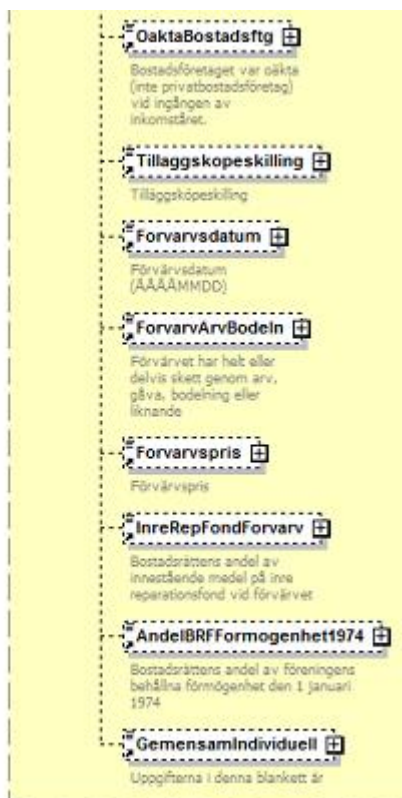 OaktaBostadsftg
Bostadsföretaget var oäkta
(inte privatbostadsföretag)
vid ingången av
inkomståret.
Tillaggskopeskilling
Tilläggsköpeskilling
Forvarvsdatum
Förvärvsdatum
(ÅÅÅÅMMDD)
ForvarvArvBodeln
Förvärvet har helt eller
delvis skett genom arv,
gåva, bodelning eller
liknande
Forvarvspris
Förvärvspris
InreRepFondForvarv
Bostadsrättens andel av
innestående medel på inre
reparationsfond vid förvärvet
AndelBRFFormogenhet1974
Bostadsrättens andel av föreningens
behållna förmögenhet den 1 januari
1974
GemensamIndividuell
Uppgifterna i denna blankett är